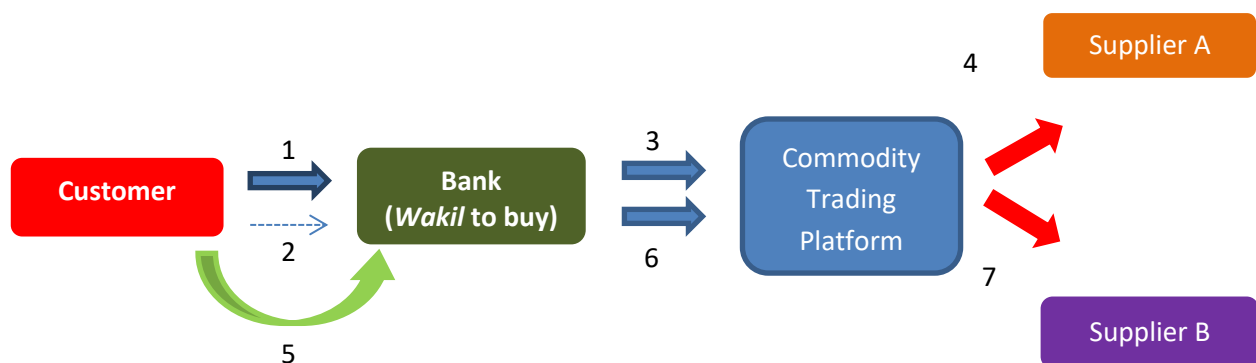 Supplier A
4
1
3
Customer
Bank
(Wakil to buy)
Commodity
Trading
Platform
2
6
7
5
Supplier B